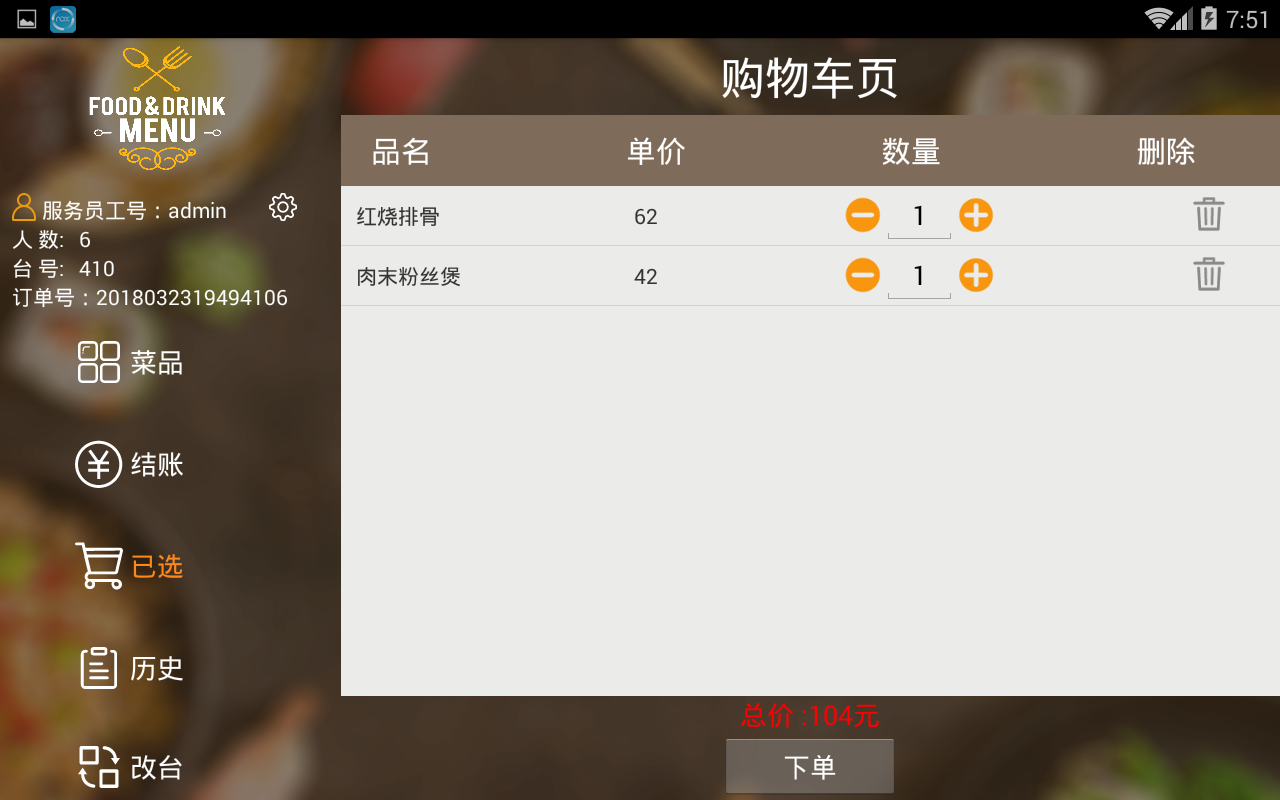 7:51
FOOD & DRINK
MENU
服务员工号：admin
人 数: 6
台 号: 410
订单号：2018032319494106
菜品
结账
已选
历史
改台
购物车页
品名 单价 数量 删除
红烧排骨 62 1
肉末粉丝煲 42 1
总价 :104元
下单